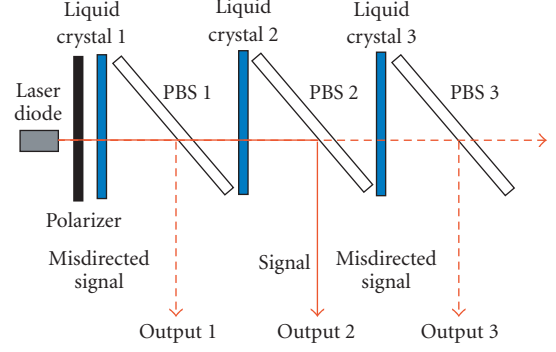 Liquid
crystal 1
Liquid
crystal 2
Liquid
crystal 3
Laser
diode
PBS 1
PBS 2
PBS 3
Polarizer
Misdirected
signal
Signal
Misdirected
signal
Output 1
Output 2
Output 3